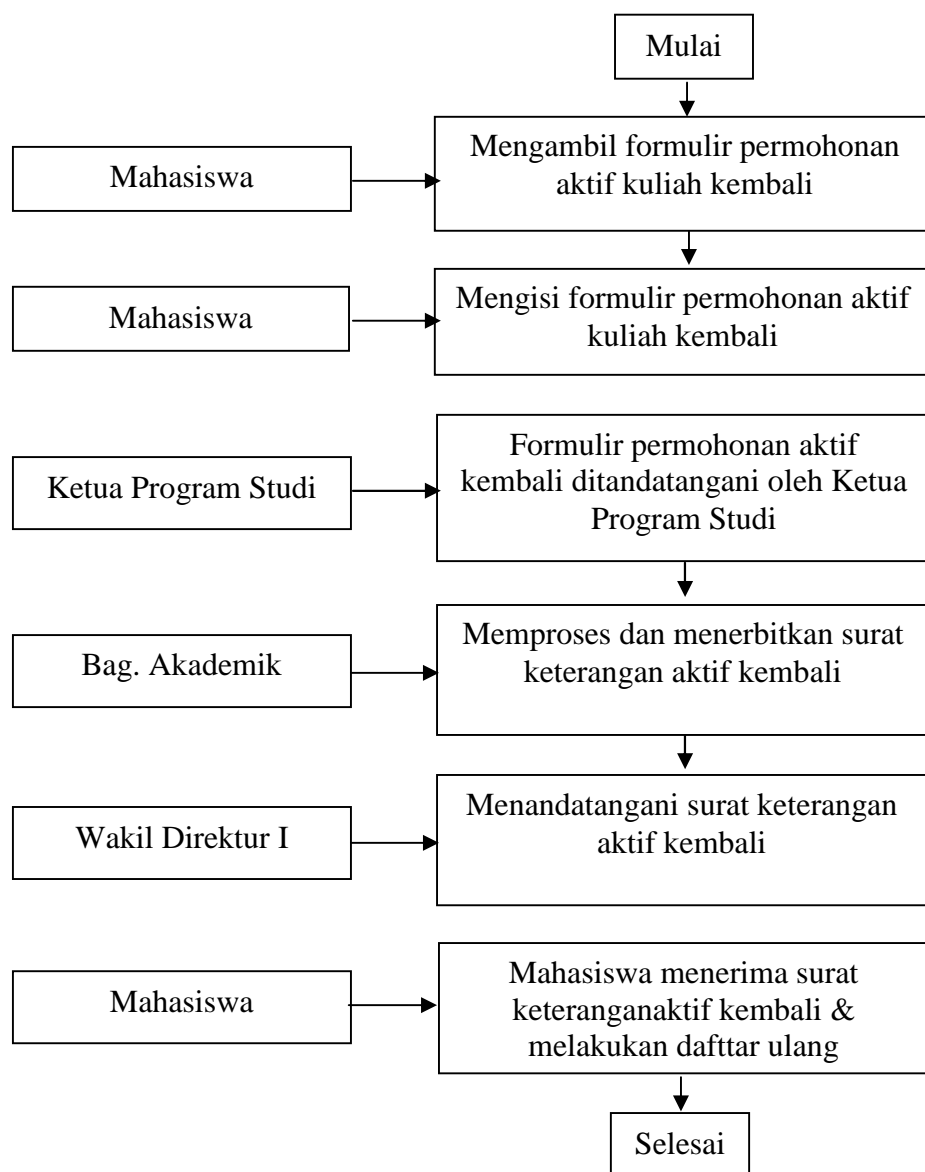 Mulai
Mahasiswa
Mengambil formulir permohonan
aktif kuliah kembali
Mahasiswa
Mengisi formulir permohonan aktif
kuliah kembali
Ketua Program Studi
Formulir permohonan aktif
kembali ditandatangani oleh Ketua
Program Studi
Bag. Akademik
Memproses dan menerbitkan surat
keterangan aktif kembali
Wakil Direktur I
Menandatangani surat keterangan
aktif kembali
Mahasiswa
Mahasiswa menerima surat
keteranganaktif kembali &
melakukan dafttar ulang
Selesai